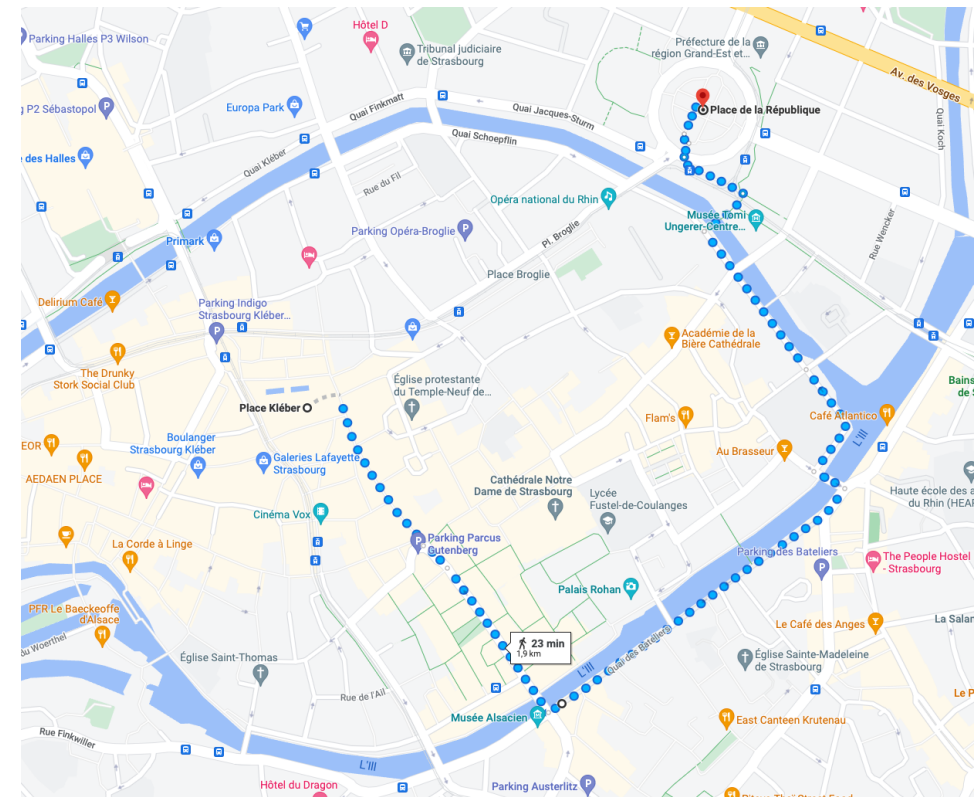 Hôtel D
Parking Halles P3 Wilson
Tribunal judiciaire
de Strasbourg
Préfecture de la
région Grand-Est et...
Av. des Vosges
P2 Sébastopol
Europa Park
Quai Finkmatt
Quai Jacques-Sturm
Place de la République
Quai Koch
Quai Schoepflin
des Halles
Quai Kléber
Rue du Fil
Opéra national du Rhin
Musée Tomi
Ungerer-Centre...
Parking Opéra-Broglie
Pl. Broglie
Rue Wencker
Primark
Place Broglie
Delirium Café
Parking Indigo
Strasbourg Kléber...
Académie de la
Bière Cathédrale
The Drunky
Stork Social Club
Église protestante
du Temple-Neuf de...
Bains
de S
Place Kléber
Flam's
Café Atlantico
L'Ill
EOR
Boulanger
Strasbourg Kléber
Galeries Lafayette
Strasbourg
Au Brasseur
AEDAEN PLACE
Cathédrale Notre
Dame de Strasbourg
Lycée
Fustel-de-Coulanges
Haute école des a
du Rhin (HEAR
Cinéma Vox
La Corde à Linge
Parking Parcus
Gutenberg
Parking des Bateliers
The People Hostel
- Strasbourg
Palais Rohan
PFR Le Baeckeoffe
d'Alsace
du Woerthel
Le Café des Anges
La Salar
23 min
1,9 km
Quai des Bateliers
L'Ill
Église Saint-Thomas
Église Sainte-Madeleine
de Strasbourg
Rue de l'Ail
Le P
Musée Alsacien
East Canteen Krutenau
Rue Finkwiller
L'Ill
Hôtel du Dragon
Parking Austerlitz